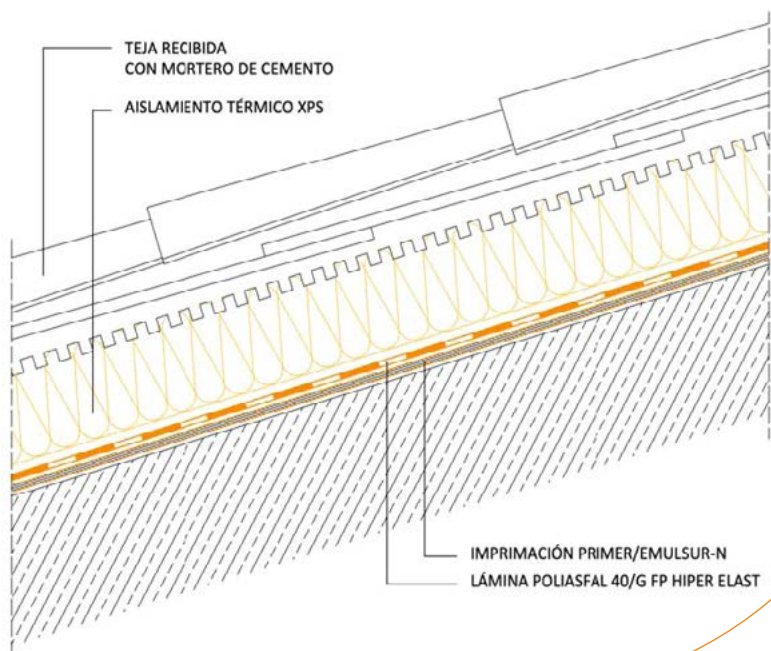 TEJA RECIBIDA
CON MORTERO DE CEMENTO
AISLAMIENTO TÉRMICO XPS
IMPRIMACIÓN PRIMER/EMULSUR-N
LÁMINA POLIASFAL 40/G FP HIPER ELAST